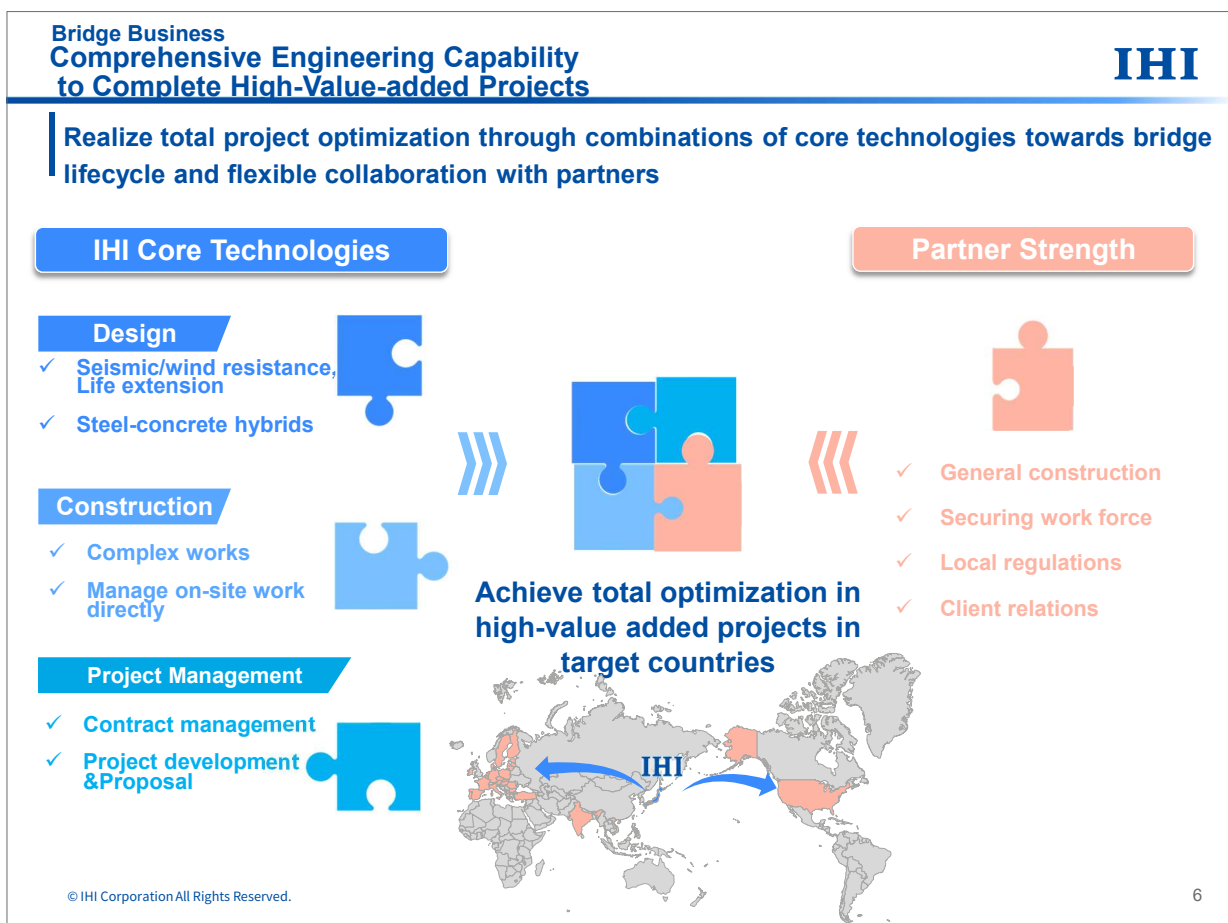 Bridge Business
Comprehensive Engineering Capability
to Complete High-Value-added Projects
IHI
Realize total project optimization through combinations of core technologies towards bridge
lifecycle and flexible collaboration with partners
IHI Core Technologies
Design
✓ Seismic/wind resistance,
Life extension
✓ Steel-concrete hybrids
Construction
✓ Complex works
✓ Manage on-site work
directly
Project Management
✓ Contract management
✓ Project development
&Proposal
Achieve total optimization in
high-value added projects in
target countries
IHI
Partner Strength
✓ General construction
✓ Securing work force
✓ Local regulations
✓ Client relations
© IHI Corporation All Rights Reserved.
6